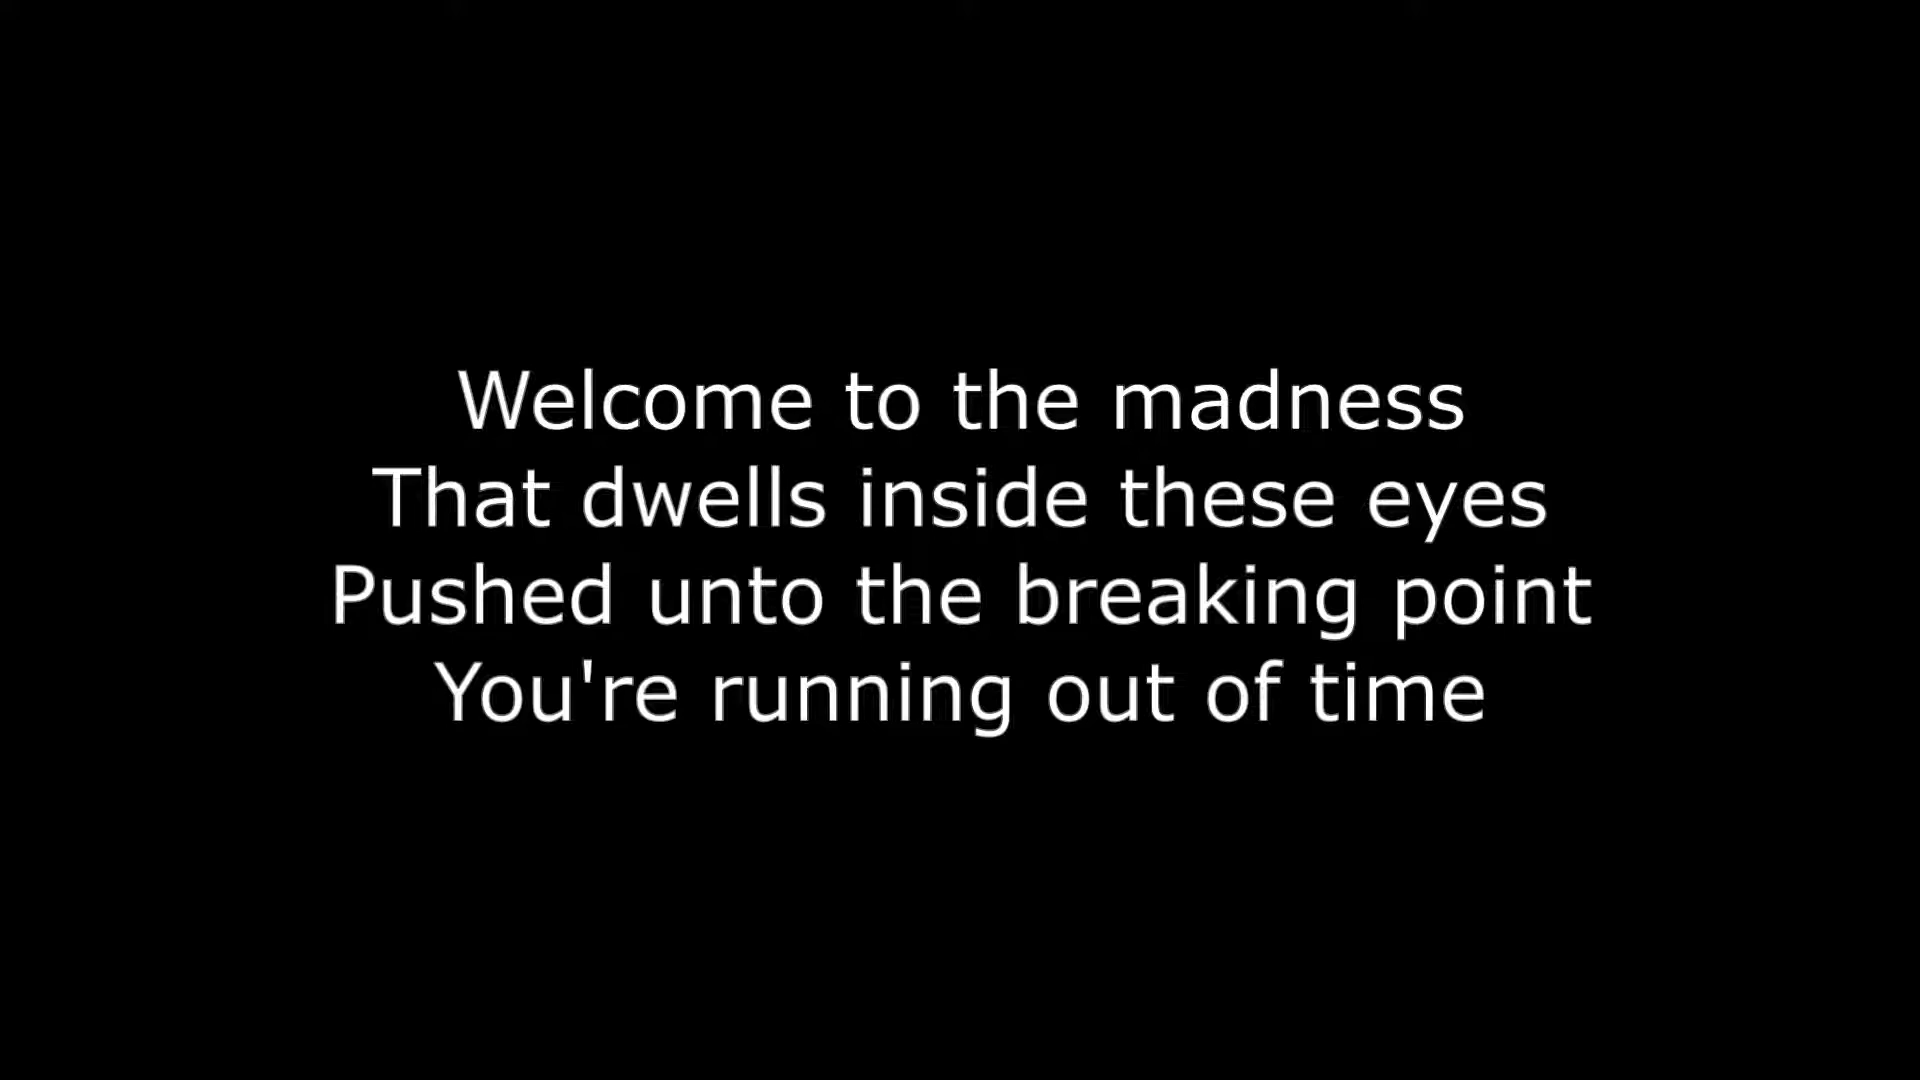 Welcome to the madness
That dwells inside these eyes
Pushed unto the breaking point
You're running out of time